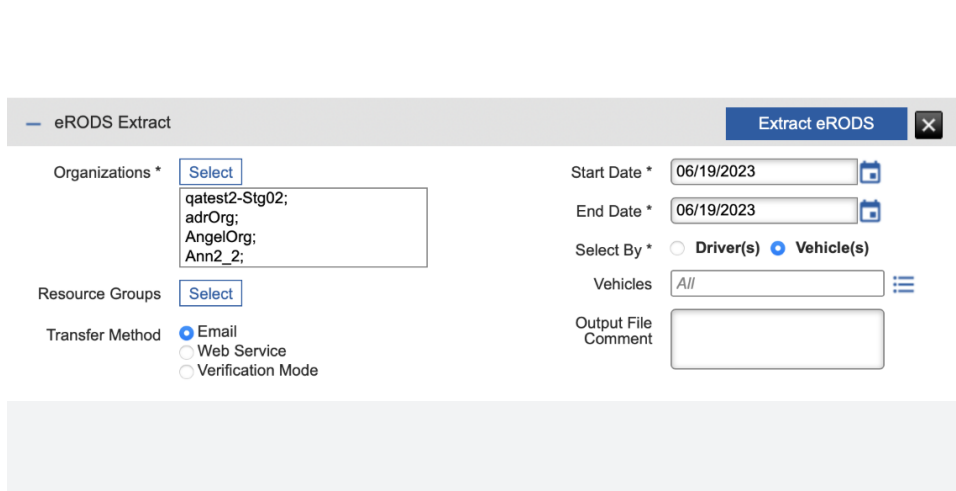 eRODS Extract
Extract eRODS
Organizations *
Select
qatest2-Stg02;
adrOrg;
AngelOrg;
Ann2_2;
Resource Groups
Select
Transfer Method
Email
Web Service
Verification Mode
Start Date *
06/19/2023
End Date *
06/19/2023
Select By *
Driver(s)
Vehicle(s)
Vehicles
All
Output File
Comment